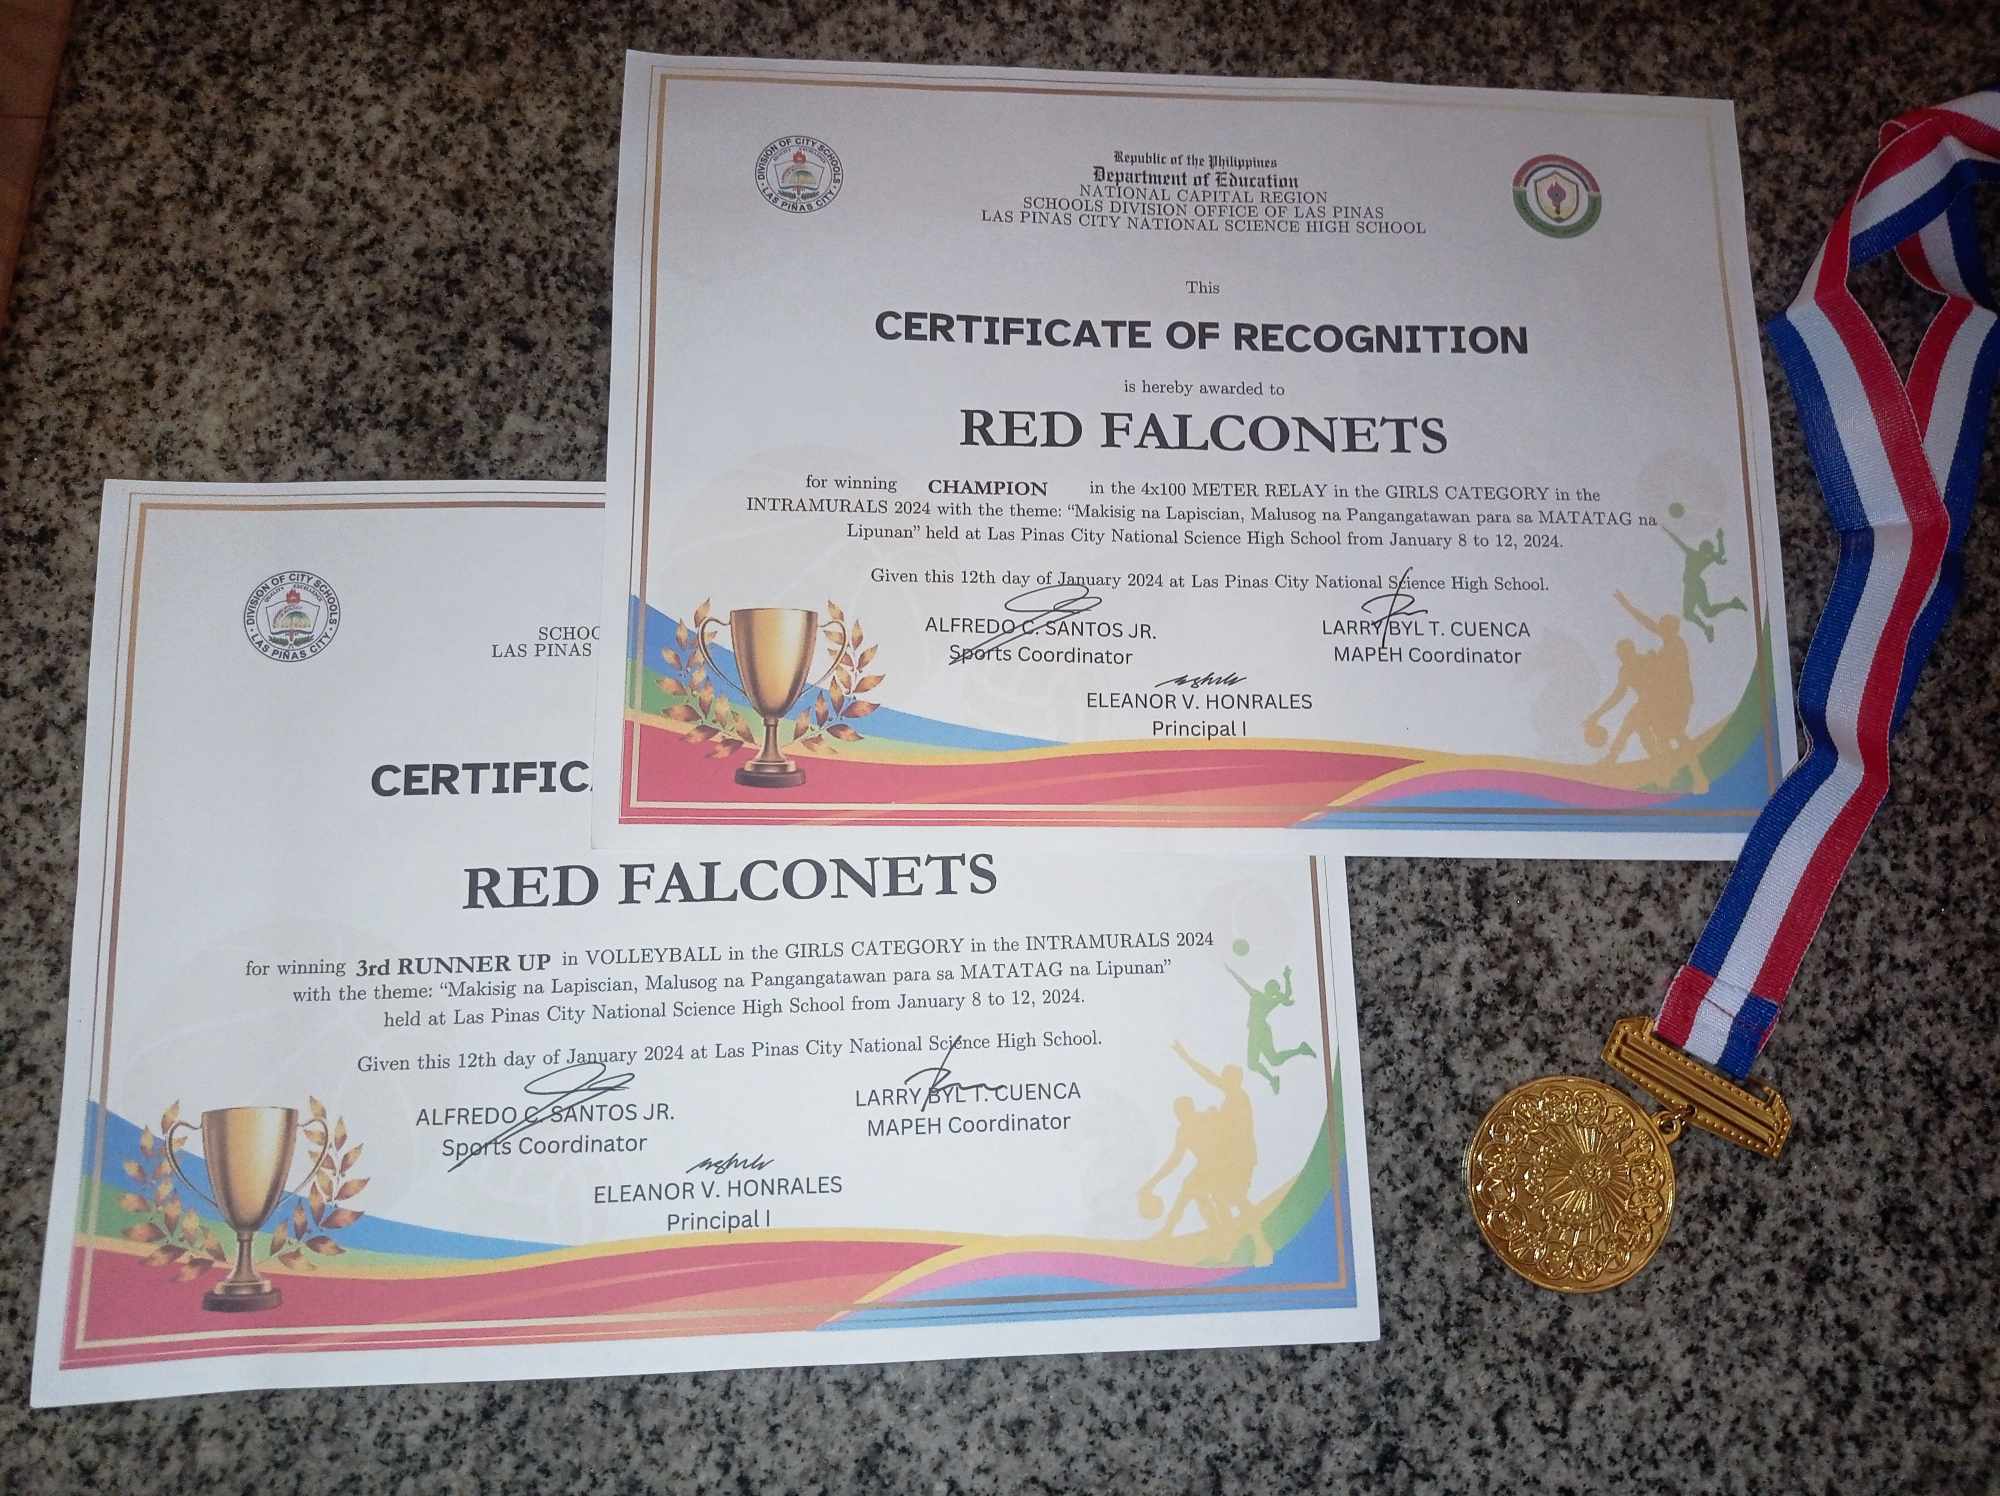 DIVISION OF CITY SCHOOLS
LAS PIÑAS CITY
Republic of the Philippines
Department of Education
NATIONAL CAPITAL REGION
SCHOOLS DIVISION OFFICE OF LAS PINAS
LAS PINAS CITY NATIONAL SCIENCE HIGH SCHOOL
This
CERTIFICATE OF RECOGNITION
is hereby awarded to
RED FALCONETS
for winning CHAMPION in the 4x100 METER RELAY in the GIRLS CATEGORY in the
INTRAMURALS 2024 with the theme: “Makisig na Lapiscian, Malusog na Pangangatawan para sa MATATAG na
Lipunan” held at Las Pinas City National Science High School from January 8 to 12, 2024.
Given this 12th day of January 2024 at Las Pinas City National Science High School.
ALFREDO C. SANTOS JR.
Sports Coordinator
LARRY BYL T. CUENCA
MAPEH Coordinator
ELEANOR V. HONRALES
Principal I
DIVISION OF CITY SCHOOLS
LAS PIÑAS CITY
SCHOO
LAS PINAS
CERTIFIC
RED FALCONETS
for winning 3rd RUNNER UP in VOLLEYBALL in the GIRLS CATEGORY in the INTRAMURALS 2024
with the theme: “Makisig na Lapiscian, Malusog na Pangangatawan para sa MATATAG na Lipunan”
held at Las Pinas City National Science High School from January 8 to 12, 2024.
Given this 12th day of January 2024 at Las Pinas City National Science High School.
ALFREDO C. SANTOS JR.
Sports Coordinator
LARRY BYL T. CUENCA
MAPEH Coordinator
ELEANOR V. HONRALES
Principal I